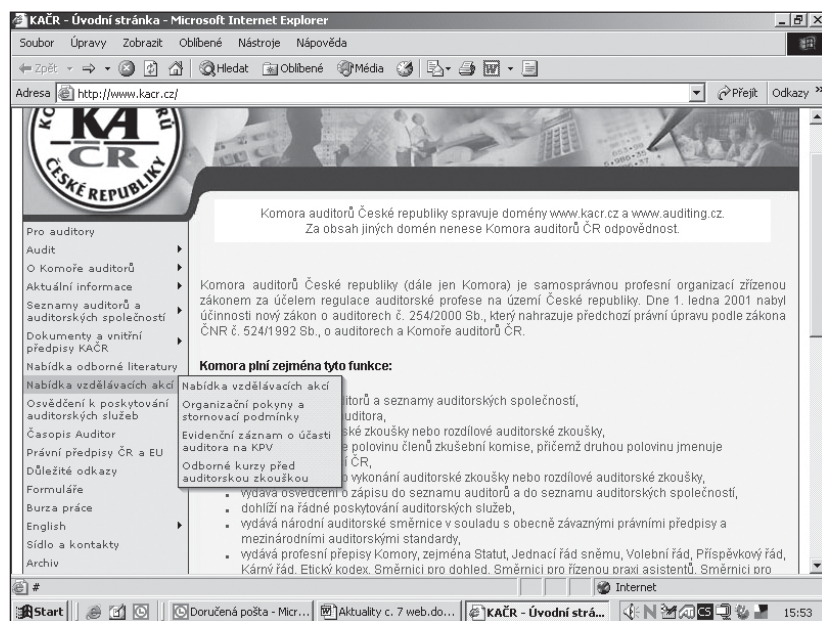 KAČR - Úvodní stránka - Microsoft Internet Explorer
Soubor Úpravy Zobrazit Oblíbené Nástroje Nápověda
Zpět Hledat Oblíbené Média
Adresa http://www.kacr.cz/ Přejít Odkazy »
KA
ČR
ČESKÉ REPUBLIKY
Komora auditorů České republiky spravuje domény www.kacr.cz a www.auditing.cz.
Za obsah jiných domén nenese Komora auditorů ČR odpovědnost.
Pro auditory
Audit
O Komoře auditorů
Aktuální informace
Seznamy auditorů a
auditorských společností
Dokumenty a vnitřní
předpisy KAČR
Nabídka odborné literatury
Nabídka vzdělávacích akcí
Osvědčení k poskytování
auditorských služeb
Časopis Auditor
Právní předpisy ČR a EU
Důležité odkazy
Formuláře
Burza práce
English
Sídlo a kontakty
Archiv
Nabídka vzdělávacích akcí
Organizační pokyny a
stornovací podmínky
Evidenční záznam o účasti
auditora na KPV
Odborné kurzy před
auditorskou zkouškou
Komora auditorů České republiky (dále jen Komora) je samosprávnou profesní organizací zřízenou
zákonem za účelem regulace auditorské profese na území České republiky. Dne 1. ledna 2001 nabyl
účinnosti nový zákon o auditorech č. 254/2000 Sb., který nahrazuje předchozí právní úpravu podle zákona
ČNR č. 524/1992 Sb., o auditorech a Komoře auditorů ČR.
Komora plní zejména tyto funkce:
itorů a seznamy auditorských společností,
uditora,
ské zkoušky nebo rozdílové auditorské zkoušky,
e polovinu členů zkušební komise, přičemž druhou polovinu jmenuje
í ČR,
o vykonání auditorské zkoušky nebo rozdílové auditorské zkoušky,
vydává osvědčení o zápisu do seznamu auditorů a do seznamu auditorských společností,
dohlíží na řádné poskytování auditorských služeb,
vydává národní auditorské směrnice v souladu s obecně závaznými právními předpisy a
mezinárodními auditorskými standardy,
vydává profesní přepisy Komory, zejména Statut, Jednací řád sněmu, Volební řád, Příspěvkový řád,
Kárný řád, Etický kodex, Směrnici pro dohled, Směrnici pro řízenou praxi asistentů, Směrnici pro
# Internet
Start Doručená pošta - Micr... Aktuality c. 7 web.do... KAČR - Úvodní strá... 15:53